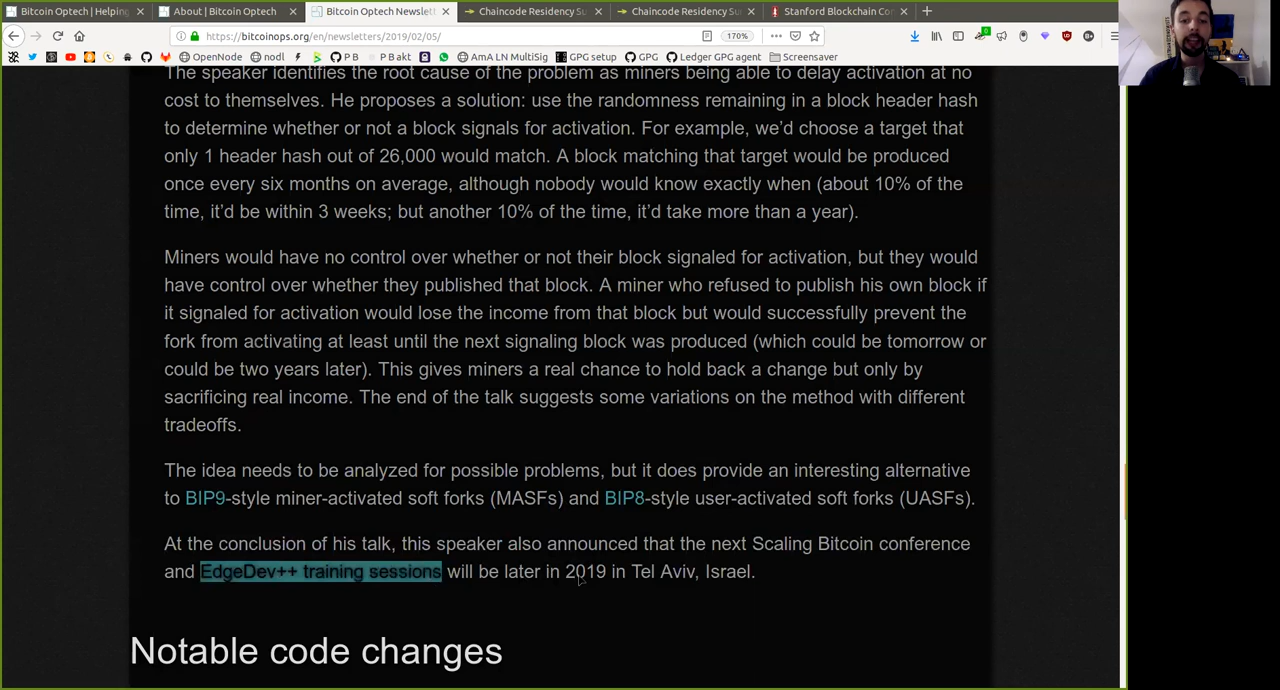 Bitcoin Optech | Helping
About | Bitcoin Optech
Bitcoin Optech Newslett
Chaincode Residency Su
Chaincode Residency Su
Stanford Blockchain Con
https://bitcoinops.org/en/newsletters/2019/02/05/
170%
OpenNode
nodl
P B
P B akt
AmA LN MultiSig
GPG setup
GPG
Ledger GPG agent
Screensaver
The speaker identifies the root cause of the problem as miners being able to delay activation at no
cost to themselves. He proposes a solution: use the randomness remaining in a block header hash
to determine whether or not a block signals for activation. For example, we’d choose a target that
only 1 header hash out of 26,000 would match. A block matching that target would be produced
once every six months on average, although nobody would know exactly when (about 10% of the
time, it’d be within 3 weeks; but another 10% of the time, it’d take more than a year).
Miners would have no control over whether or not their block signaled for activation, but they would
have control over whether they published that block. A miner who refused to publish his own block if
it signaled for activation would lose the income from that block but would successfully prevent the
fork from activating at least until the next signaling block was produced (which could be tomorrow or
could be two years later). This gives miners a real chance to hold back a change but only by
sacrificing real income. The end of the talk suggests some variations on the method with different
tradeoffs.
The idea needs to be analyzed for possible problems, but it does provide an interesting alternative
to BIP9-style miner-activated soft forks (MASFs) and BIP8-style user-activated soft forks (UASFs).
At the conclusion of his talk, this speaker also announced that the next Scaling Bitcoin conference
and EdgeDev++ training sessions will be later in 2019 in Tel Aviv, Israel.
Notable code changes